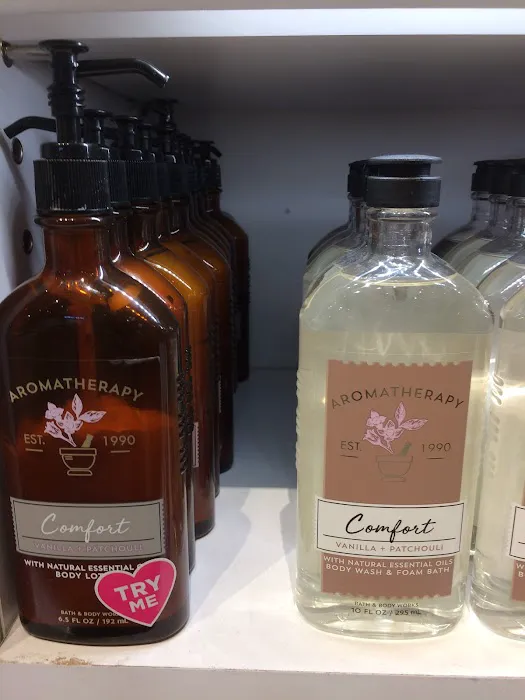 AROMATHERAPY
EST. 1990
Comfort
VANILLA + PATCHOULI
WITH NATURAL ESSENTIAL
BODY
TRY
ME
BATH & BODY
6.5 FL OZ / 192 mL
AROMATHERAPY
EST. 1990
Comfort
VANILLA + PATCHOULI
WITH NATURAL ESSENTIAL OILS
BODY WASH & FOAM BATH
BATH & BODY WORKS
10 FL OZ / 295 mL